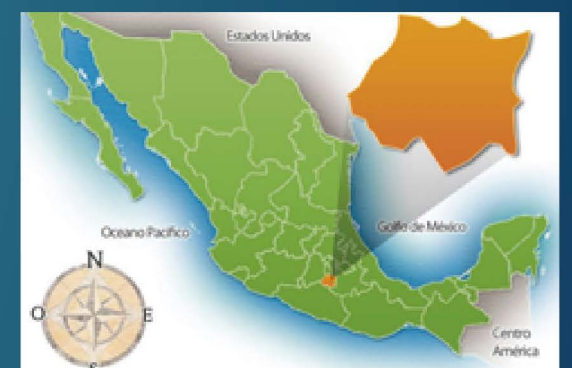 Estados Unidos
Oceano Pacifico
Golfo de México
N
O
E
S
Centro
América